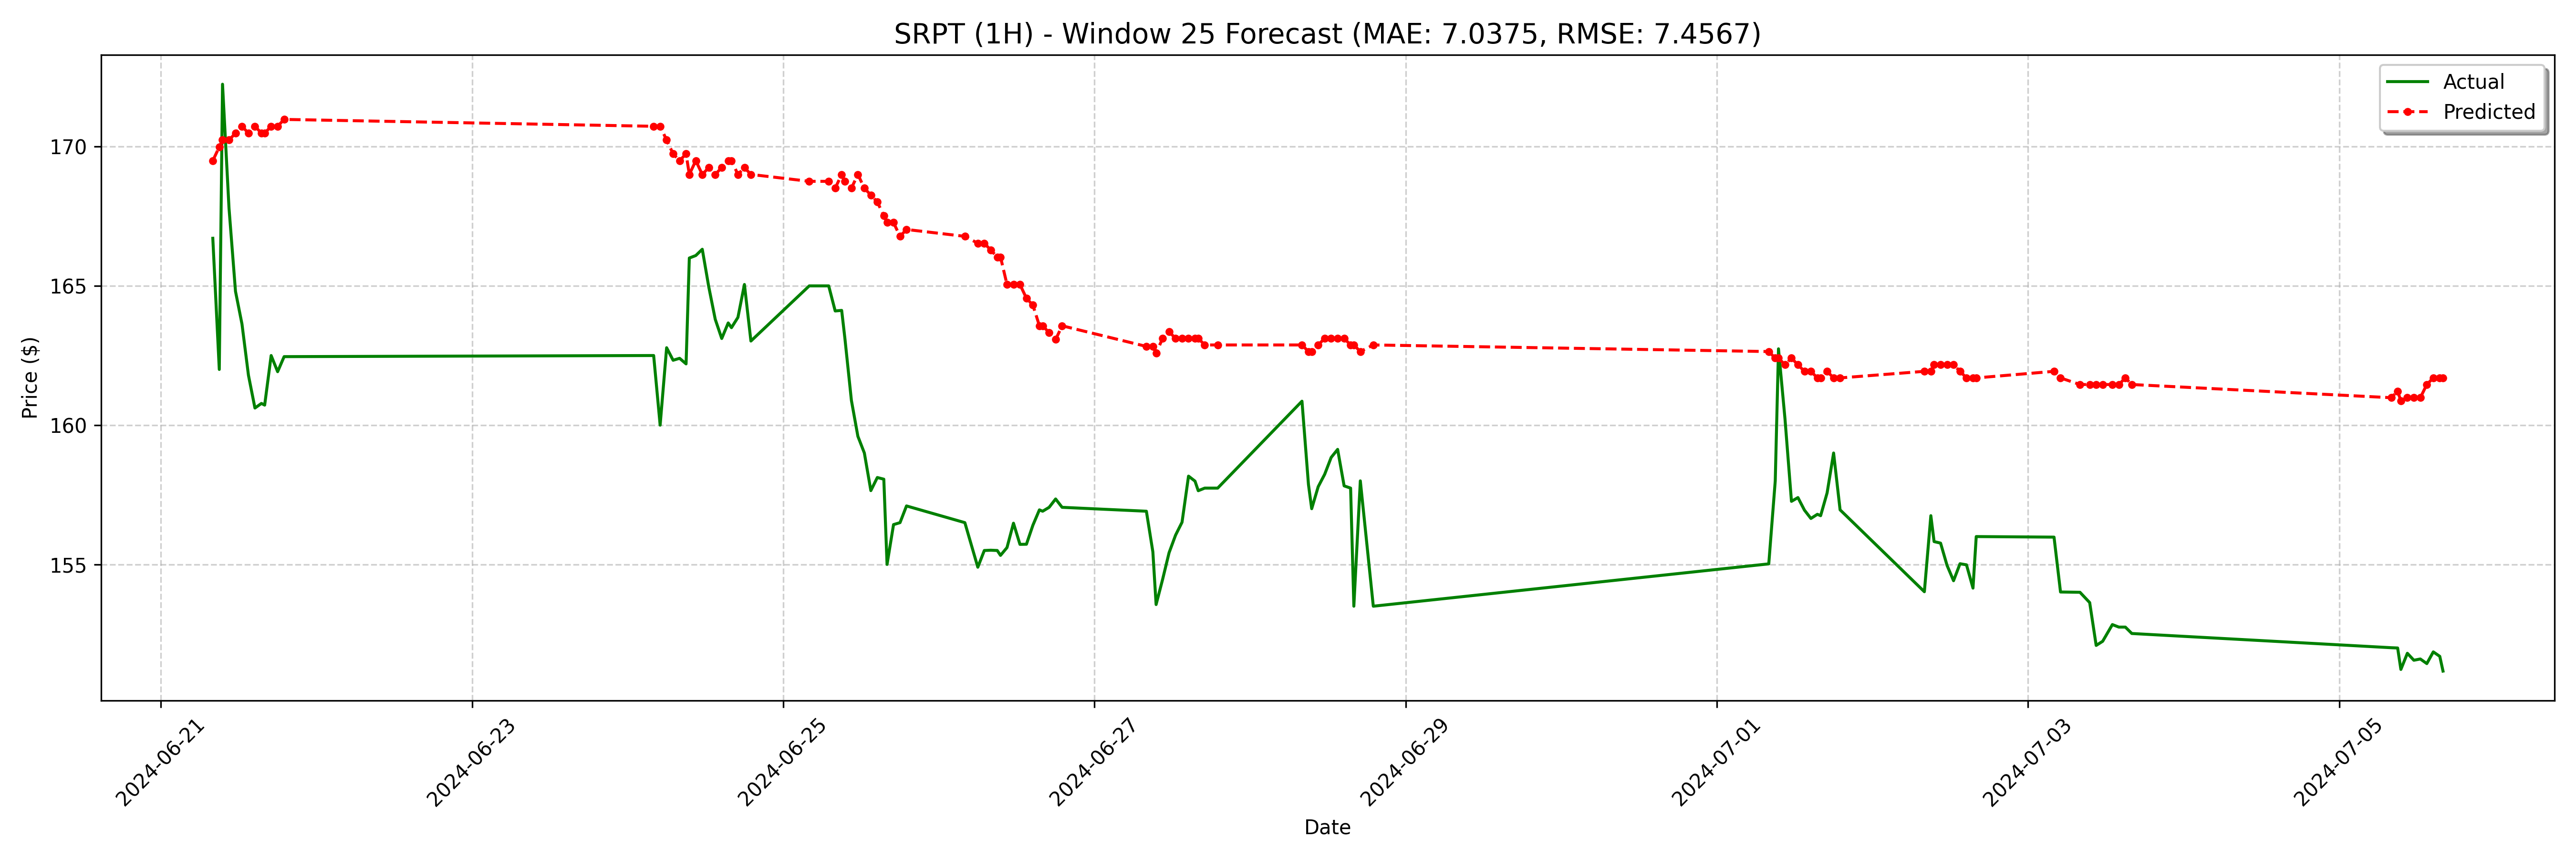 SRPT (1H) - Window 25 Forecast (MAE: 7.0375, RMSE: 7.4567)
Actual
Predicted
Price ($)
170
165
160
155
2024-06-21
2024-06-23
2024-06-25
2024-06-27
2024-06-29
2024-07-01
2024-07-03
2024-07-05
Date